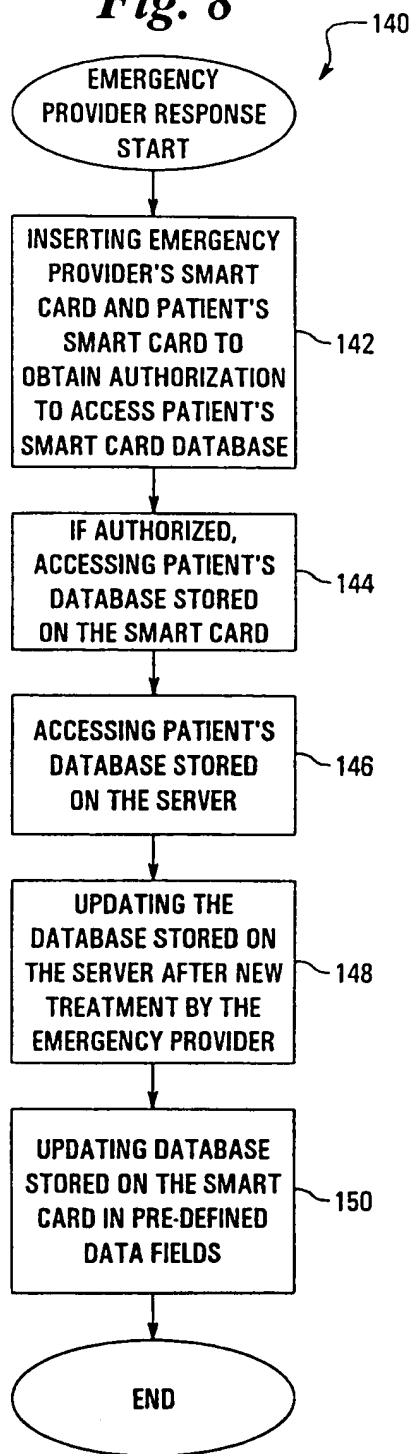 Fig. 8
140
EMERGENCY
PROVIDER RESPONSE
START
INSERTING EMERGENCY
PROVIDER'S SMART
CARD AND PATIENT'S
SMART CARD TO
OBTAIN AUTHORIZATION
TO ACCESS PATIENT'S
SMART CARD DATABASE
142
IF AUTHORIZED,
ACCESSING PATIENT'S
DATABASE STORED
ON THE SMART CARD
144
ACCESSING PATIENT'S
DATABASE STORED
ON THE SERVER
146
UPDATING THE
DATABASE STORED ON
THE SERVER AFTER NEW
TREATMENT BY THE
EMERGENCY PROVIDER
148
UPDATING DATABASE
STORED ON THE SMART
CARD IN PRE-DEFINED
DATA FIELDS
150
END